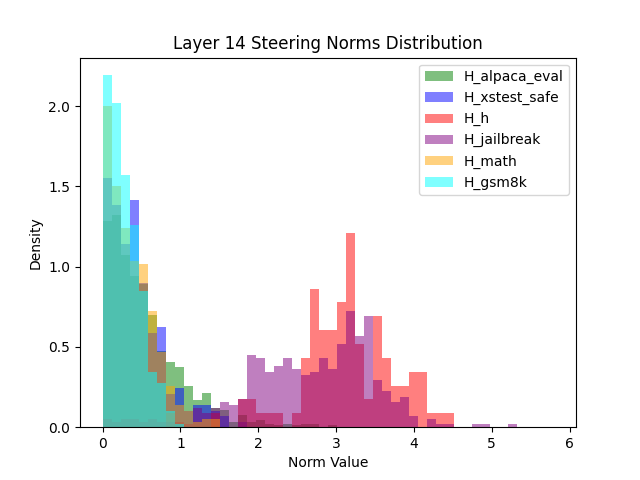 Layer 14 Steering Norms Distribution
H_alpaca_eval
H_xstest_safe
H_h
H_jailbreak
H_math
H_gsm8k
Density
2.0
1.5
1.0
0.5
0.0
0 1 2 3 4 5 6
Norm Value